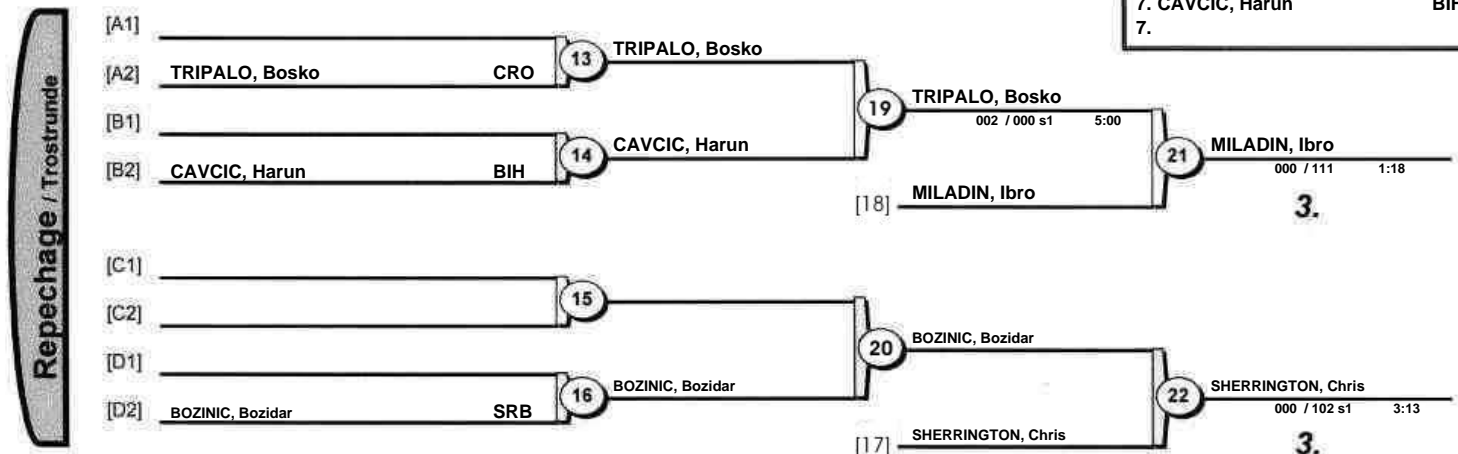 7. CAVCIC, Harun BIH
7.
Repechage / Trostrunde
[A1]
13 TRIPALO, Bosko
[A2] TRIPALO, Bosko CRO
19 TRIPALO, Bosko
002 / 000 s1 5:00
[B1]
14 CAVCIC, Harun
[B2] CAVCIC, Harun BIH
21 MILADIN, Ibro
000 / 111 1:18
[18] MILADIN, Ibro
3.
[C1]
15
[C2]
20 BOZINIC, Bozidar
[D1]
16 BOZINIC, Bozidar
[D2] BOZINIC, Bozidar SRB
22 SHERRINGTON, Chris
000 / 102 s1 3:13
[17] SHERRINGTON, Chris
3.